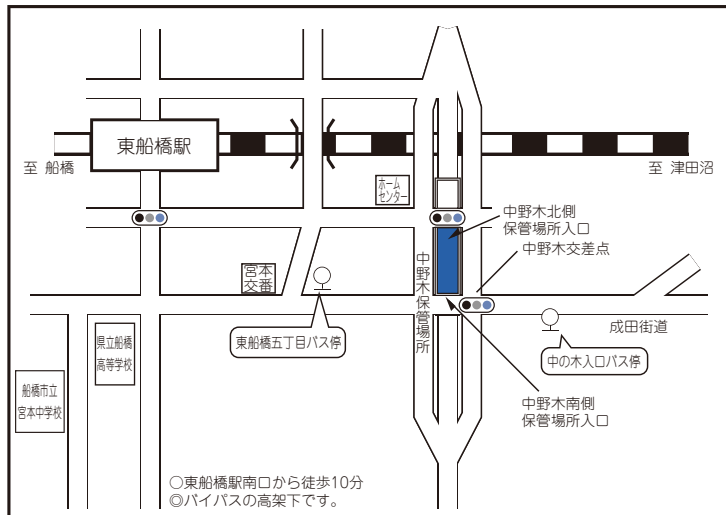 東船橋駅
至 船橋
至 津田沼
ホーム
センター
中野木北側
保管場所入口
中野木交差点
宮本
交番
中野木保管場所
東船橋五丁目バス停
成田街道
中の木入口バス停
県立船橋
高等学校
船橋市立
宮本中学校
中野木南側
保管場所入口
○東船橋駅南口から徒歩10分
◎バイパスの高架下です。